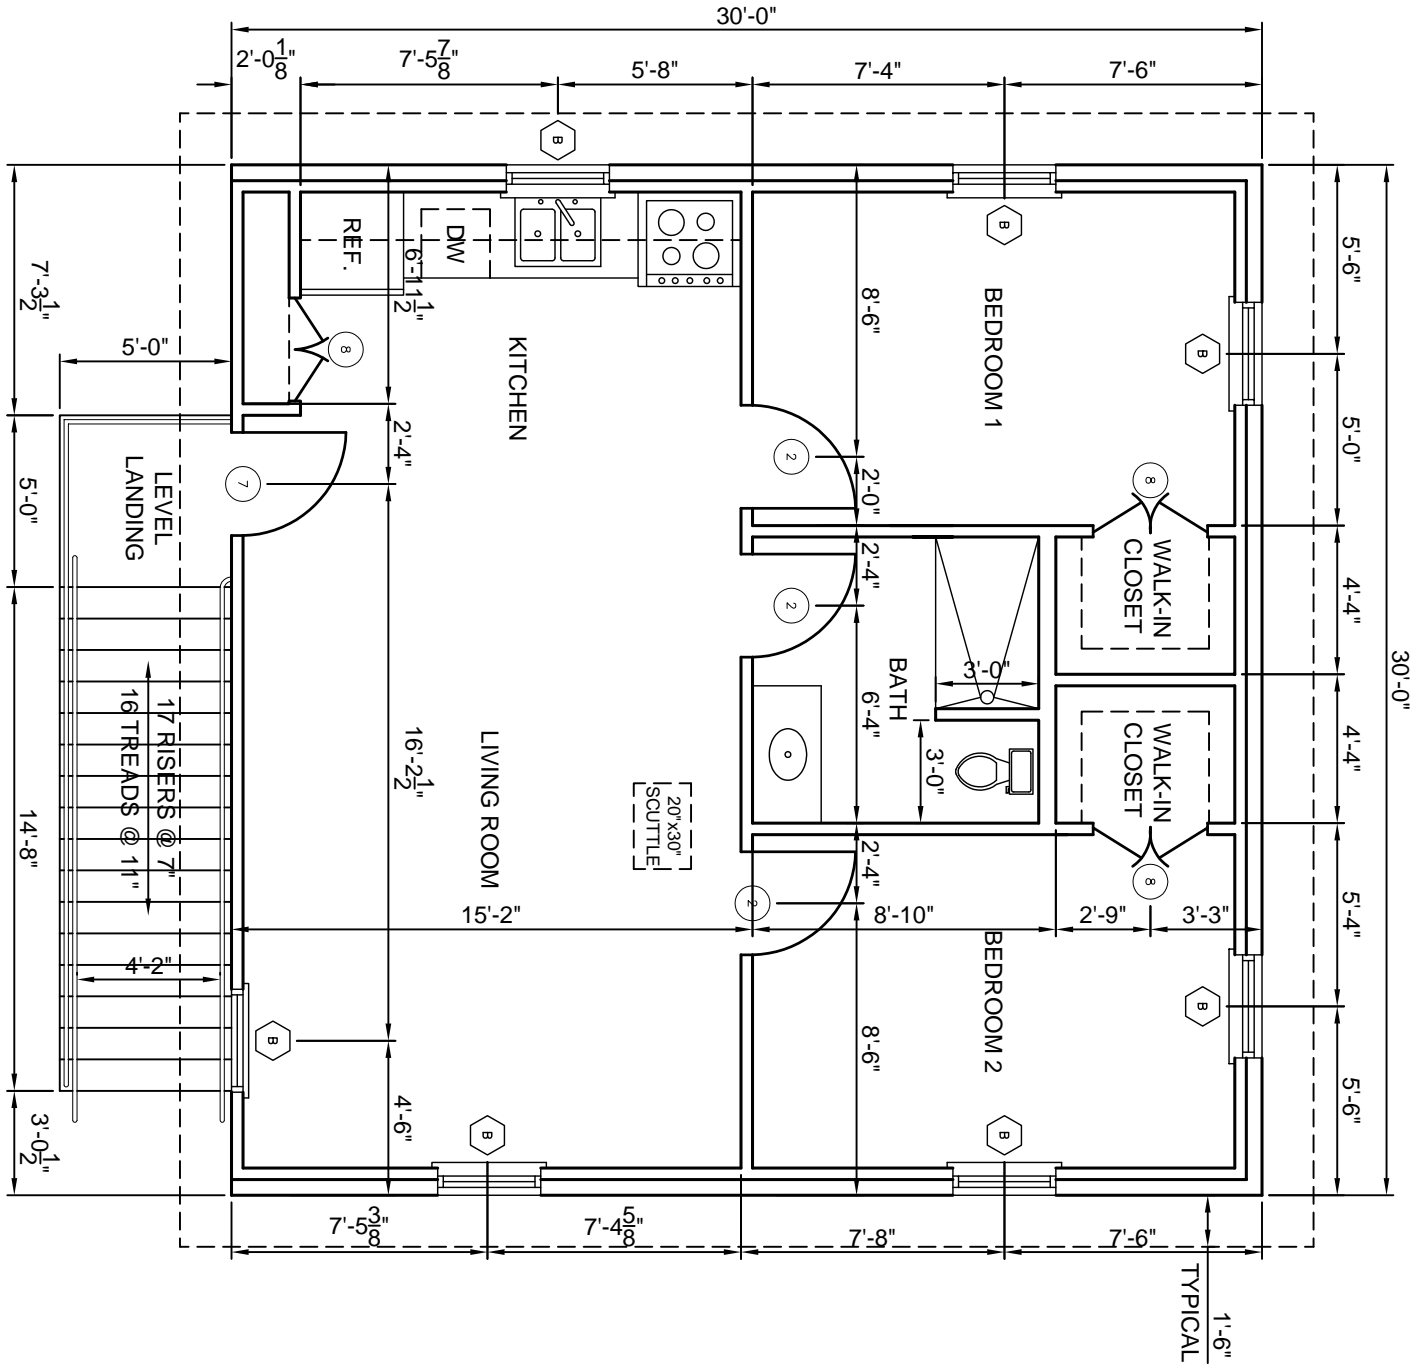 30'-0"
2'-0 1/8"
7'-5 7/8"
5'-8"
7'-4"
7'-6"
B
B
5'-6"
30'-0"
7'-3 1/2"
REF.
DW
6'-11 1/2"
8'-6"
BEDROOM 1
B
5'-0"
8
KITCHEN
5'-0"
2'-4"
2
2'-0"
8
LEVEL
LANDING
5'-0"
7
2'-4"
2
WALK-IN
CLOSET
4'-4"
BATH
3'-0"
6'-4"
3'-0"
WALK-IN
CLOSET
4'-4"
17 RISERS @ 7"
16 TREADS @ 11"
14'-8"
16'-2 1/2"
LIVING ROOM
20"x30"
SCUTTLE
2'-4"
2
8
5'-4"
15'-2"
8'-10"
2'-9"
3'-3"
4'-2"
BEDROOM 2
B
B
8'-6"
5'-6"
4'-6"
B
B
3'-0 1/2"
7'-5 3/8"
7'-4 5/8"
7'-8"
7'-6"
1'-6"
TYPICAL